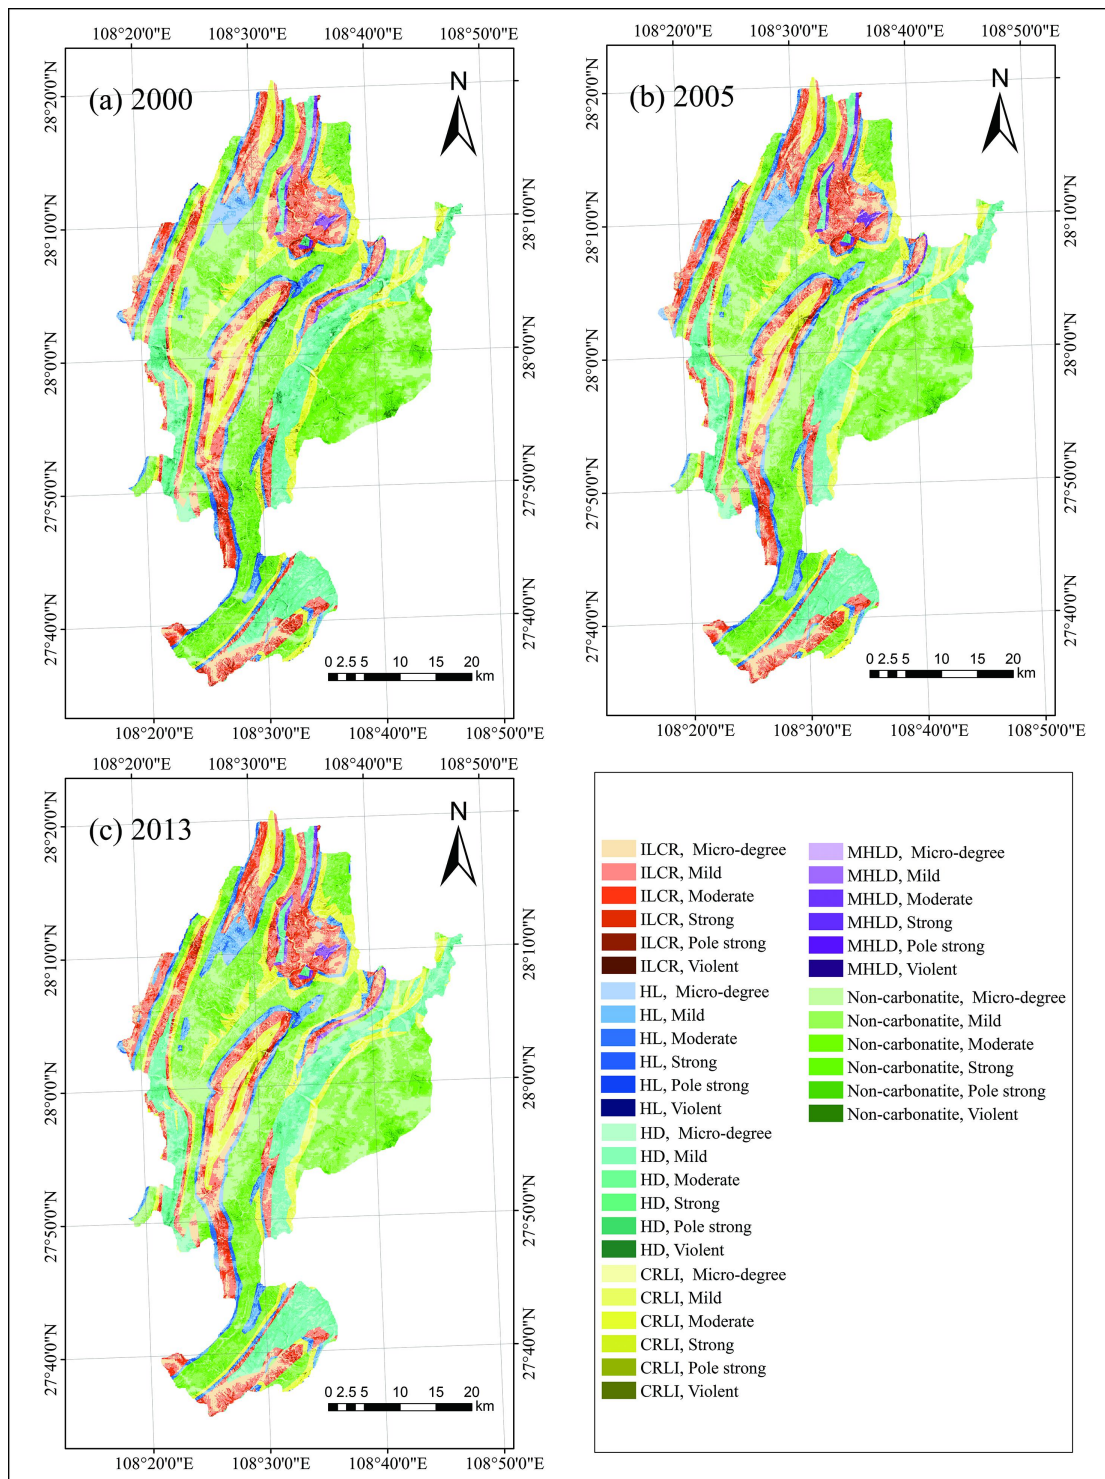 108°20'0"E 108°30'0"E 108°40'0"E 108°50'0"E
(a) 2000
N
28°20'0"N 28°10'0"N 28°0'0"N 27°50'0"N 27°40'0"N
28°20'0"N 28°10'0"N 28°0'0"N 27°50'0"N 27°40'0"N
0 2.5 5 10 15 20
km
108°20'0"E 108°30'0"E 108°40'0"E 108°50'0"E
108°20'0"E 108°30'0"E 108°40'0"E 108°50'0"E
(b) 2005
N
28°20'0"N 28°10'0"N 28°0'0"N 27°50'0"N 27°40'0"N
28°20'0"N 28°10'0"N 28°0'0"N 27°50'0"N 27°40'0"N
0 2.5 5 10 15 20
km
108°20'0"E 108°30'0"E 108°40'0"E 108°50'0"E
108°20'0"E 108°30'0"E 108°40'0"E 108°50'0"E
(c) 2013
N
28°20'0"N 28°10'0"N 28°0'0"N 27°50'0"N 27°40'0"N
28°20'0"N 28°10'0"N 28°0'0"N 27°50'0"N 27°40'0"N
0 2.5 5 10 15 20
km
108°20'0"E 108°30'0"E 108°40'0"E 108°50'0"E
ILCR, Micro-degree
ILCR, Mild
ILCR, Moderate
ILCR, Strong
ILCR, Pole strong
ILCR, Violent
HL, Micro-degree
HL, Mild
HL, Moderate
HL, Strong
HL, Pole strong
HL, Violent
HD, Micro-degree
HD, Mild
HD, Moderate
HD, Strong
HD, Pole strong
HD, Violent
CRLI, Micro-degree
CRLI, Mild
CRLI, Moderate
CRLI, Strong
CRLI, Pole strong
CRLI, Violent
MHLD, Micro-degree
MHLD, Mild
MHLD, Moderate
MHLD, Strong
MHLD, Pole strong
MHLD, Violent
Non-carbonatite, Micro-degree
Non-carbonatite, Mild
Non-carbonatite, Moderate
Non-carbonatite, Strong
Non-carbonatite, Pole strong
Non-carbonatite, Violent